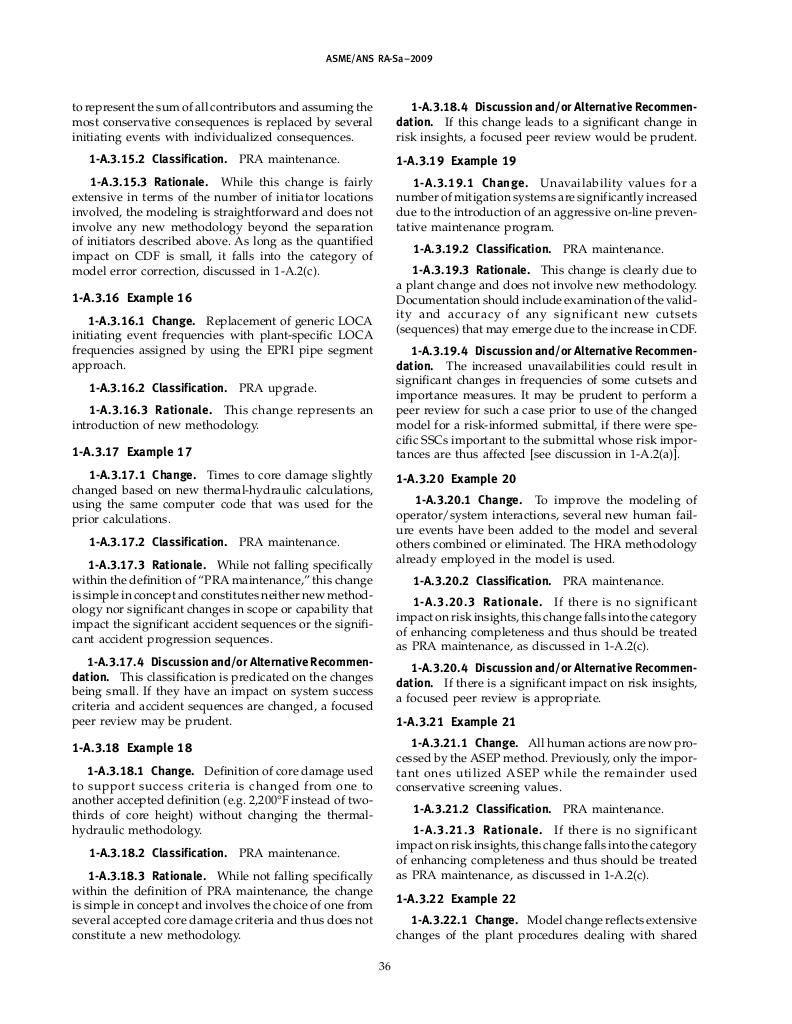 ASME/ANS RA-Sa–2009
to represent the sum of all contributors and assuming the
most conservative consequences is replaced by several
initiating events with individualized consequences.
1-A.3.15.2 Classification. PRA maintenance.
1-A.3.15.3 Rationale. While this change is fairly
extensive in terms of the number of initiator locations
involved, the modeling is straightforward and does not
involve any new methodology beyond the separation
of initiators described above. As long as the quantified
impact on CDF is small, it falls into the category of
model error correction, discussed in 1-A.2(c).
1-A.3.16 Example 16
1-A.3.16.1 Change. Replacement of generic LOCA
initiating event frequencies with plant-specific LOCA
frequencies assigned by using the EPRI pipe segment
approach.
1-A.3.16.2 Classification. PRA upgrade.
1-A.3.16.3 Rationale. This change represents an
introduction of new methodology.
1-A.3.17 Example 17
1-A.3.17.1 Change. Times to core damage slightly
changed based on new thermal-hydraulic calculations,
using the same computer code that was used for the
prior calculations.
1-A.3.17.2 Classification. PRA maintenance.
1-A.3.17.3 Rationale. While not falling specifically
within the definition of “PRA maintenance,” this change
is simple in concept and constitutes neither new method-
ology nor significant changes in scope or capability that
impact the significant accident sequences or the signifi-
cant accident progression sequences.
1-A.3.17.4 Discussion and/or Alternative Recommen-
dation. This classification is predicated on the changes
being small. If they have an impact on system success
criteria and accident sequences are changed, a focused
peer review may be prudent.
1-A.3.18 Example 18
1-A.3.18.1 Change. Definition of core damage used
to support success criteria is changed from one to
another accepted definition (e.g. 2,200°F instead of two-
thirds of core height) without changing the thermal-
hydraulic methodology.
1-A.3.18.2 Classification. PRA maintenance.
1-A.3.18.3 Rationale. While not falling specifically
within the definition of PRA maintenance, the change
is simple in concept and involves the choice of one from
several accepted core damage criteria and thus does not
constitute a new methodology.
1-A.3.18.4 Discussion and/or Alternative Recommen-
dation. If this change leads to a significant change in
risk insights, a focused peer review would be prudent.
1-A.3.19 Example 19
1-A.3.19.1 Change. Unavailability values for a
number of mitigation systems are significantly increased
due to the introduction of an aggressive on-line preven-
tative maintenance program.
1-A.3.19.2 Classification. PRA maintenance.
1-A.3.19.3 Rationale. This change is clearly due to
a plant change and does not involve new methodology.
Documentation should include examination of the valid-
ity and accuracy of any significant new cutsets
(sequences) that may emerge due to the increase in CDF.
1-A.3.19.4 Discussion and/or Alternative Recommen-
dation. The increased unavailabilities could result in
significant changes in frequencies of some cutsets and
importance measures. It may be prudent to perform a
peer review for such a case prior to use of the changed
model for a risk-informed submittal, if there were spe-
cific SSCs important to the submittal whose risk impor-
tances are thus affected [see discussion in 1-A.2(a)].
1-A.3.20 Example 20
1-A.3.20.1 Change. To improve the modeling of
operator/system interactions, several new human fail-
ure events have been added to the model and several
others combined or eliminated. The HRA methodology
already employed in the model is used.
1-A.3.20.2 Classification. PRA maintenance.
1-A.3.20.3 Rationale. If there is no significant
impact on risk insights, this change falls into the category
of enhancing completeness and thus should be treated
as PRA maintenance, as discussed in 1-A.2(c).
1-A.3.20.4 Discussion and/or Alternative Recommen-
dation. If there is a significant impact on risk insights,
a focused peer review is appropriate.
1-A.3.21 Example 21
1-A.3.21.1 Change. All human actions are now pro-
cessed by the ASEP method. Previously, only the impor-
tant ones utilized ASEP while the remainder used
conservative screening values.
1-A.3.21.2 Classification. PRA maintenance.
1-A.3.21.3 Rationale. If there is no significant
impact on risk insights, this change falls into the category
of enhancing completeness and thus should be treated
as PRA maintenance, as discussed in 1-A.2(c).
1-A.3.22 Example 22
1-A.3.22.1 Change. Model change reflects extensive
changes of the plant procedures dealing with shared
36